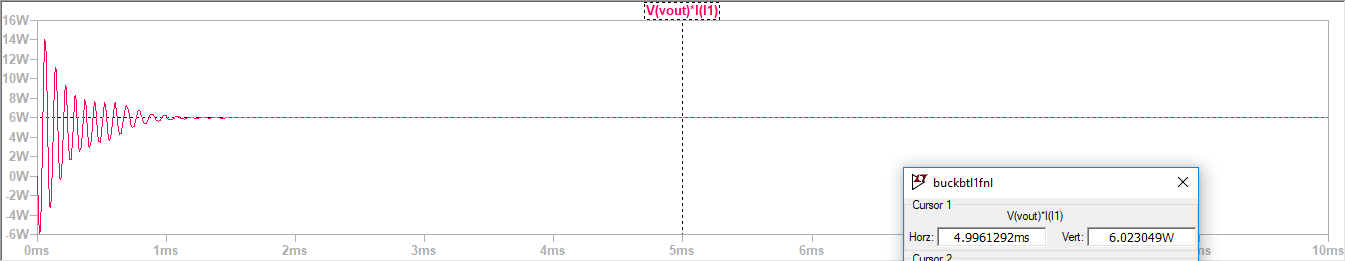 V(vout)*I(I1)
16W
14W
12W
10W
8W
6W
4W
2W
0W
-2W
-4W
-6W
0ms 1ms 2ms 3ms 4ms 5ms 6ms 10ms
buckbtl1fnl
Cursor 1
V(vout)*I(I1)
Horz: 4.9961292ms Vert: 6.023049W
Cursor 2